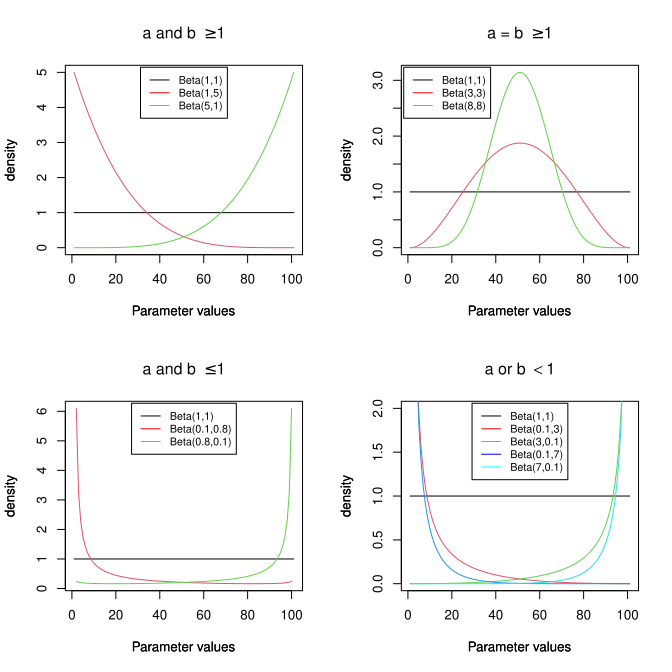 a and b ≥1
density
0 1 2 3 4 5
0 20 40 60 80 100
Parameter values
Beta(1,1)
Beta(1,5)
Beta(5,1)
a = b ≥1
density
0.0 1.0 2.0 3.0
0 20 40 60 80 100
Parameter values
Beta(1,1)
Beta(3,3)
Beta(8,8)
a and b ≤1
density
0 1 2 3 4 5 6
0 20 40 60 80 100
Parameter values
Beta(1,1)
Beta(0.1,0.8)
Beta(0.8,0.1)
a or b < 1
density
0.0 0.5 1.0 1.5 2.0
0 20 40 60 80 100
Parameter values
Beta(1,1)
Beta(0.1,3)
Beta(3,0.1)
Beta(0.1,7)
Beta(7,0.1)